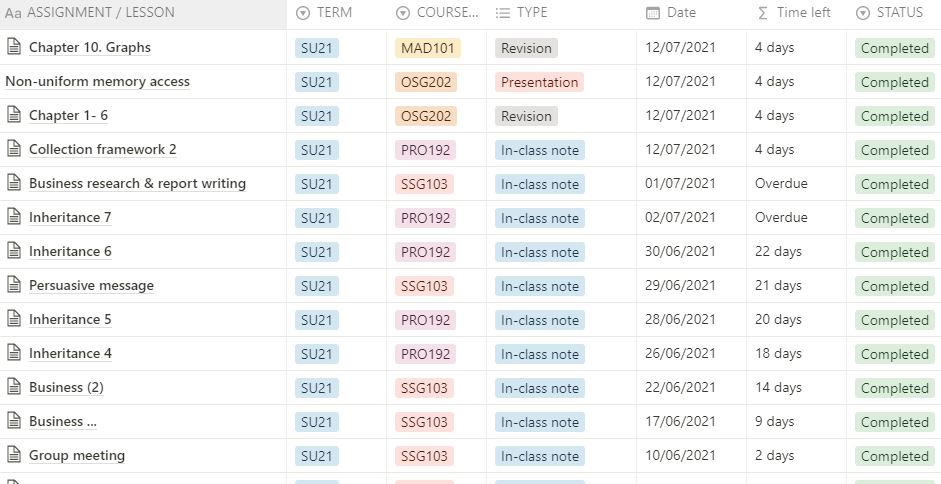 Aa ASSIGNMENT / LESSON TERM COURSE... TYPE Date Σ Time left STATUS
Chapter 10. Graphs SU21 MAD101 Revision 12/07/2021 4 days Completed
Non-uniform memory access SU21 OSG202 Presentation 12/07/2021 4 days Completed
Chapter 1- 6 SU21 OSG202 Revision 12/07/2021 4 days Completed
Collection framework 2 SU21 PRO192 In-class note 12/07/2021 4 days Completed
Business research & report writing SU21 SSG103 In-class note 01/07/2021 Overdue Completed
Inheritance 7 SU21 PRO192 In-class note 02/07/2021 Overdue Completed
Inheritance 6 SU21 PRO192 In-class note 30/06/2021 22 days Completed
Persuasive message SU21 SSG103 In-class note 29/06/2021 21 days Completed
Inheritance 5 SU21 PRO192 In-class note 28/06/2021 20 days Completed
Inheritance 4 SU21 PRO192 In-class note 26/06/2021 18 days Completed
Business (2) SU21 SSG103 In-class note 22/06/2021 14 days Completed
Business ... SU21 SSG103 In-class note 17/06/2021 9 days Completed
Group meeting SU21 SSG103 In-class note 10/06/2021 2 days Completed